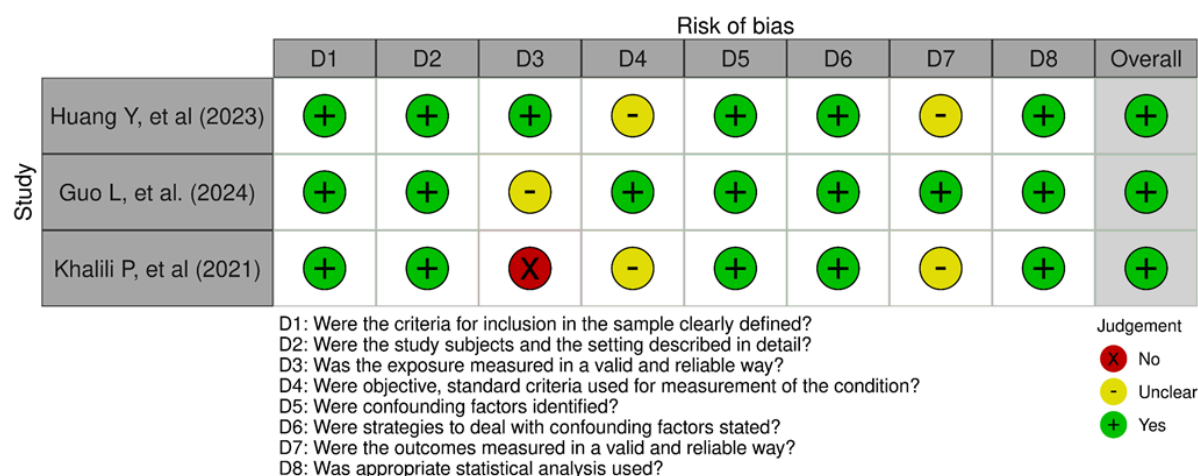 Risk of bias
D1 D2 D3 D4 D5 D6 D7 D8 Overall
Study
Huang Y, et al (2023) + + + - + + - + +
Guo L, et al. (2024) + + - + + + + + +
Khalili P, et al (2021) + + X - + + - + +
D1: Were the criteria for inclusion in the sample clearly defined?
D2: Were the study subjects and the setting described in detail?
D3: Was the exposure measured in a valid and reliable way?
D4: Were objective, standard criteria used for measurement of the condition?
D5: Were confounding factors identified?
D6: Were strategies to deal with confounding factors stated?
D7: Were the outcomes measured in a valid and reliable way?
D8: Was appropriate statistical analysis used?
Judgement
X No
- Unclear
+ Yes